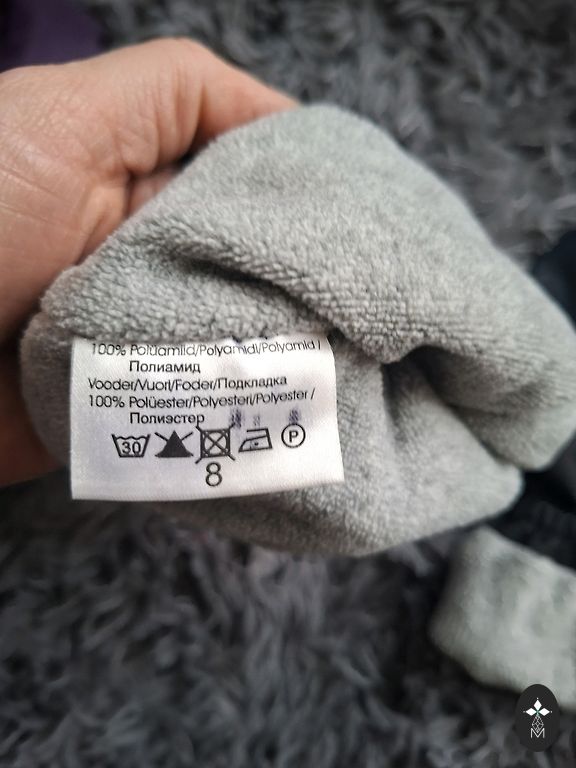 100% Polüamiid/Polyamidi/Polyamid/
Полиамид
Vooder/Vuori/Foder/Подкладка
100% Polüester/Polyesteri/Polyester/
Полиэстер
30 P
8
M